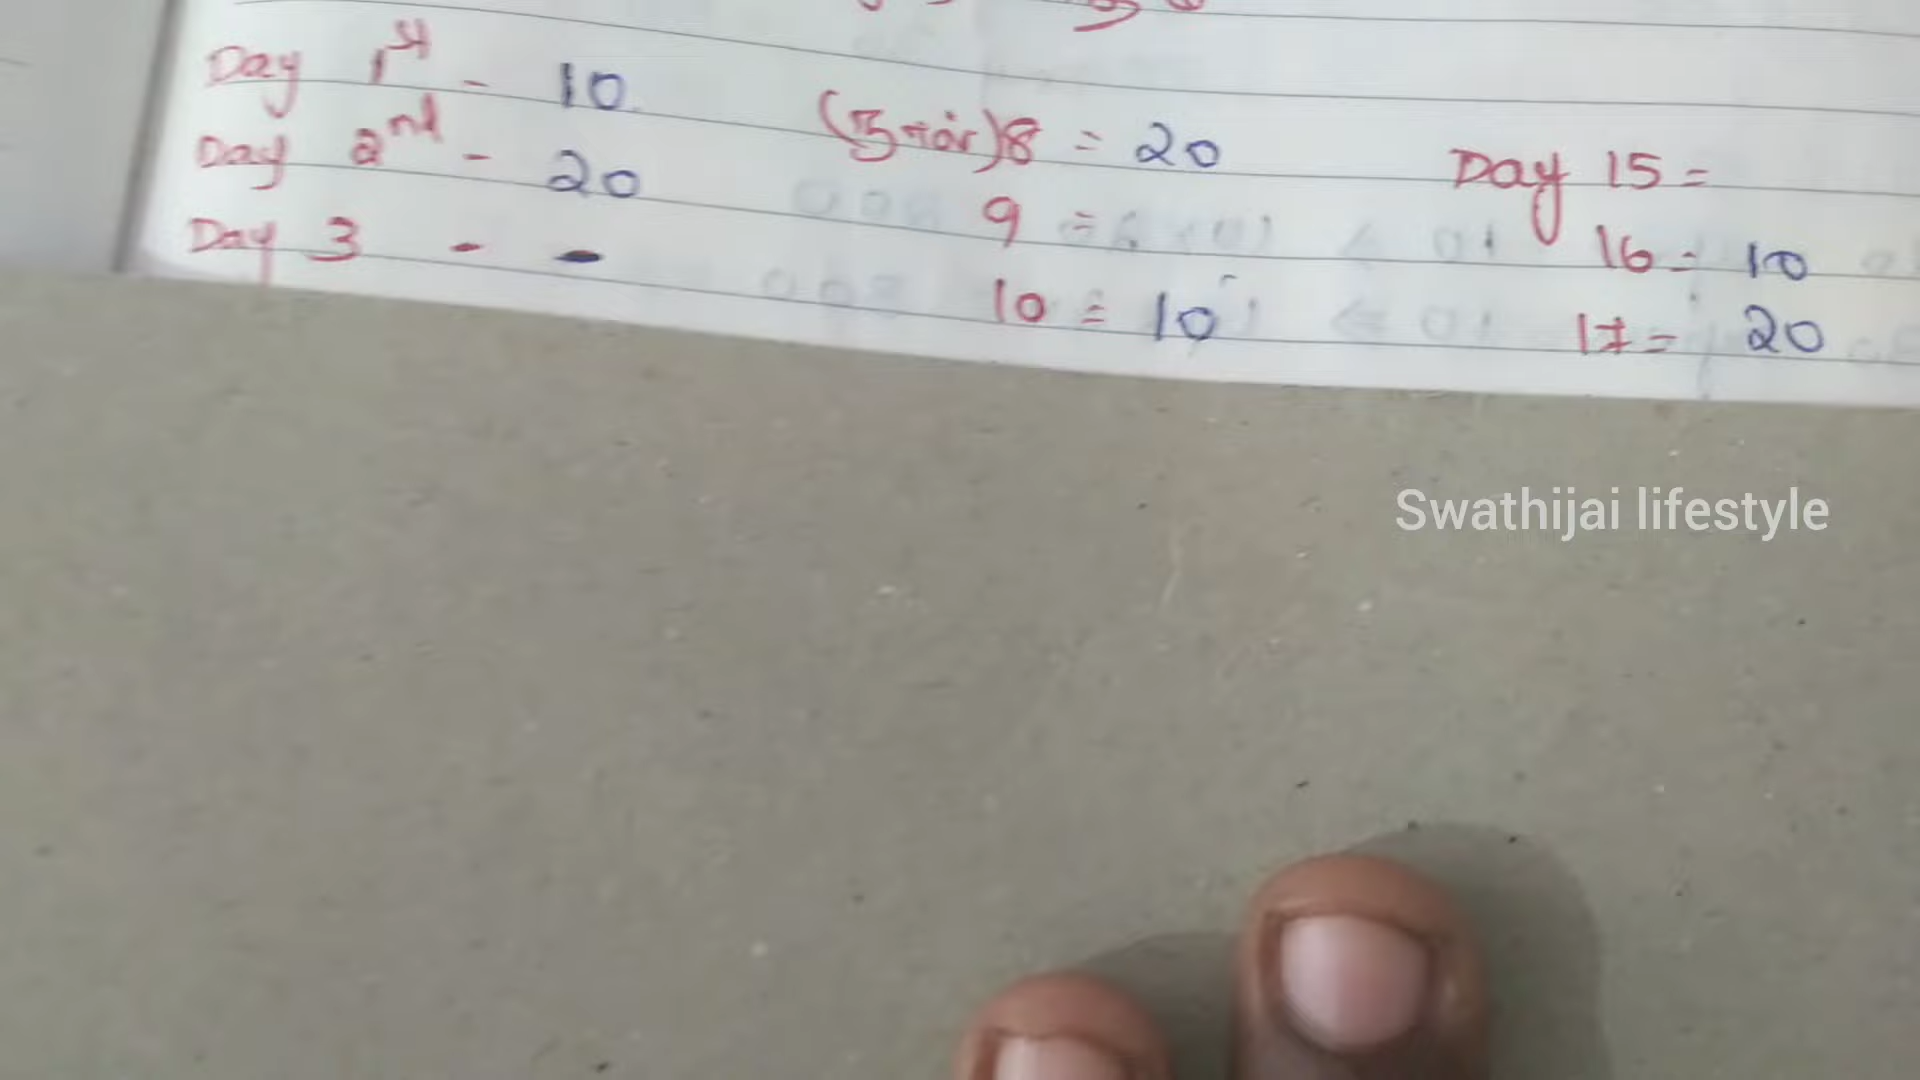 Day 1st - 10
Day 2nd - 20
Day 3 - -
(நாள்) 8 = 20
9 =
10 = 10
Day 15 =
16 = 10
17 = 20
Swathijai lifestyle